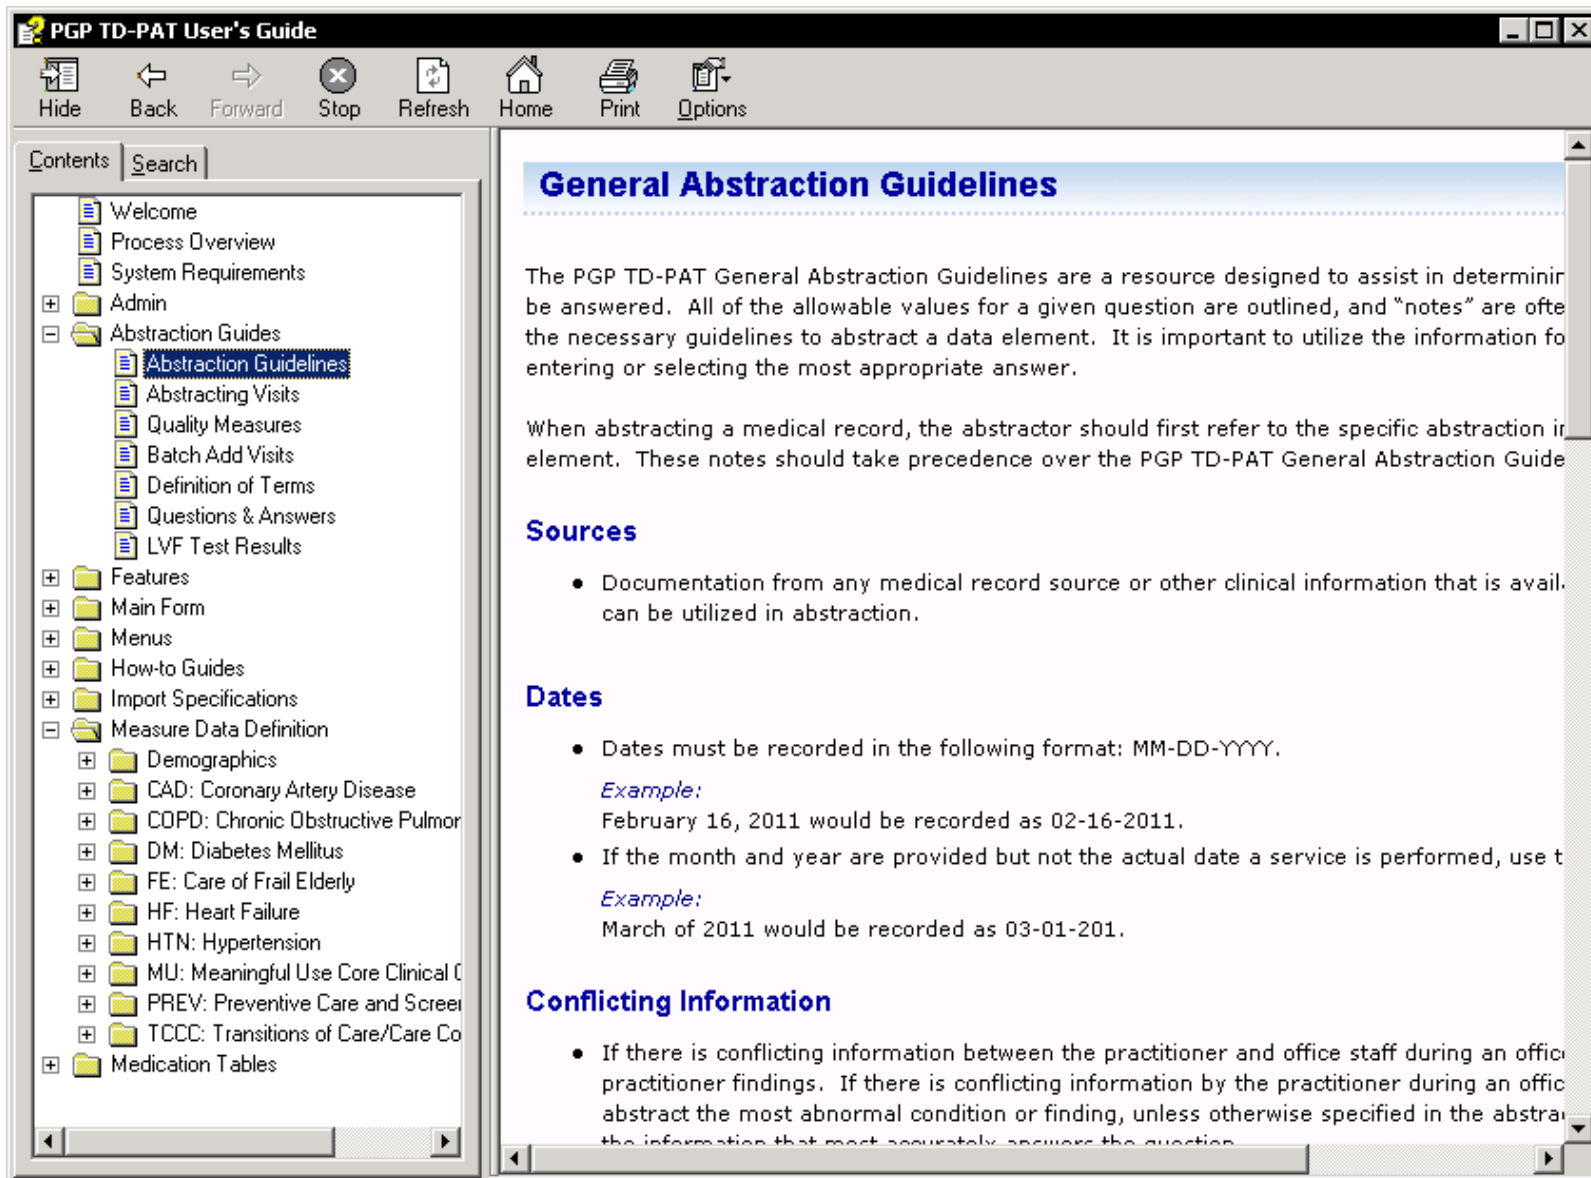 PGP TD-PAT User's Guide
Hide Back Forward Stop Refresh Home Print Options
Contents Search
Welcome
Process Overview
System Requirements
Admin
Abstraction Guides
Abstraction Guidelines
Abstracting Visits
Quality Measures
Batch Add Visits
Definition of Terms
Questions & Answers
LVF Test Results
Features
Main Form
Menus
How-to Guides
Import Specifications
Measure Data Definition
Demographics
CAD: Coronary Artery Disease
COPD: Chronic Obstructive Pulmor
DM: Diabetes Mellitus
FE: Care of Frail Elderly
HF: Heart Failure
HTN: Hypertension
MU: Meaningful Use Core Clinical
PREV: Preventive Care and Screer
TCCC: Transitions of Care/Care Co
Medication Tables
General Abstraction Guidelines
The PGP TD-PAT General Abstraction Guidelines are a resource designed to assist in determinir
be answered. All of the allowable values for a given question are outlined, and “notes” are ofte
the necessary guidelines to abstract a data element. It is important to utilize the information fo
entering or selecting the most appropriate answer.
When abstracting a medical record, the abstractor should first refer to the specific abstraction ir
element. These notes should take precedence over the PGP TD-PAT General Abstraction Guide
Sources
• Documentation from any medical record source or other clinical information that is avail
can be utilized in abstraction.
Dates
• Dates must be recorded in the following format: MM-DD-YYYY.
Example:
February 16, 2011 would be recorded as 02-16-2011.
• If the month and year are provided but not the actual date a service is performed, use t
Example:
March of 2011 would be recorded as 03-01-201.
Conflicting Information
• If there is conflicting information between the practitioner and office staff during an offic
practitioner findings. If there is conflicting information by the practitioner during an offic
abstract the most abnormal condition or finding, unless otherwise specified in the abstra
the information that most accurately answers the question